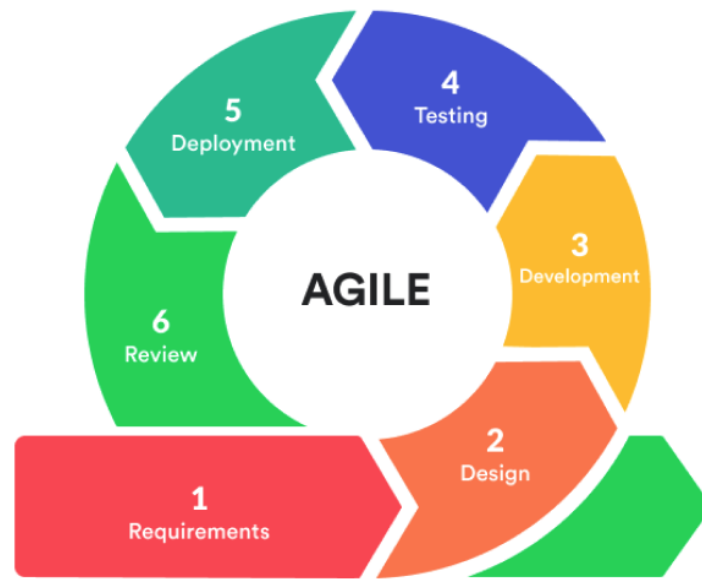 AGILE
1
Requirements
2
Design
3
Development
4
Testing
5
Deployment
6
Review